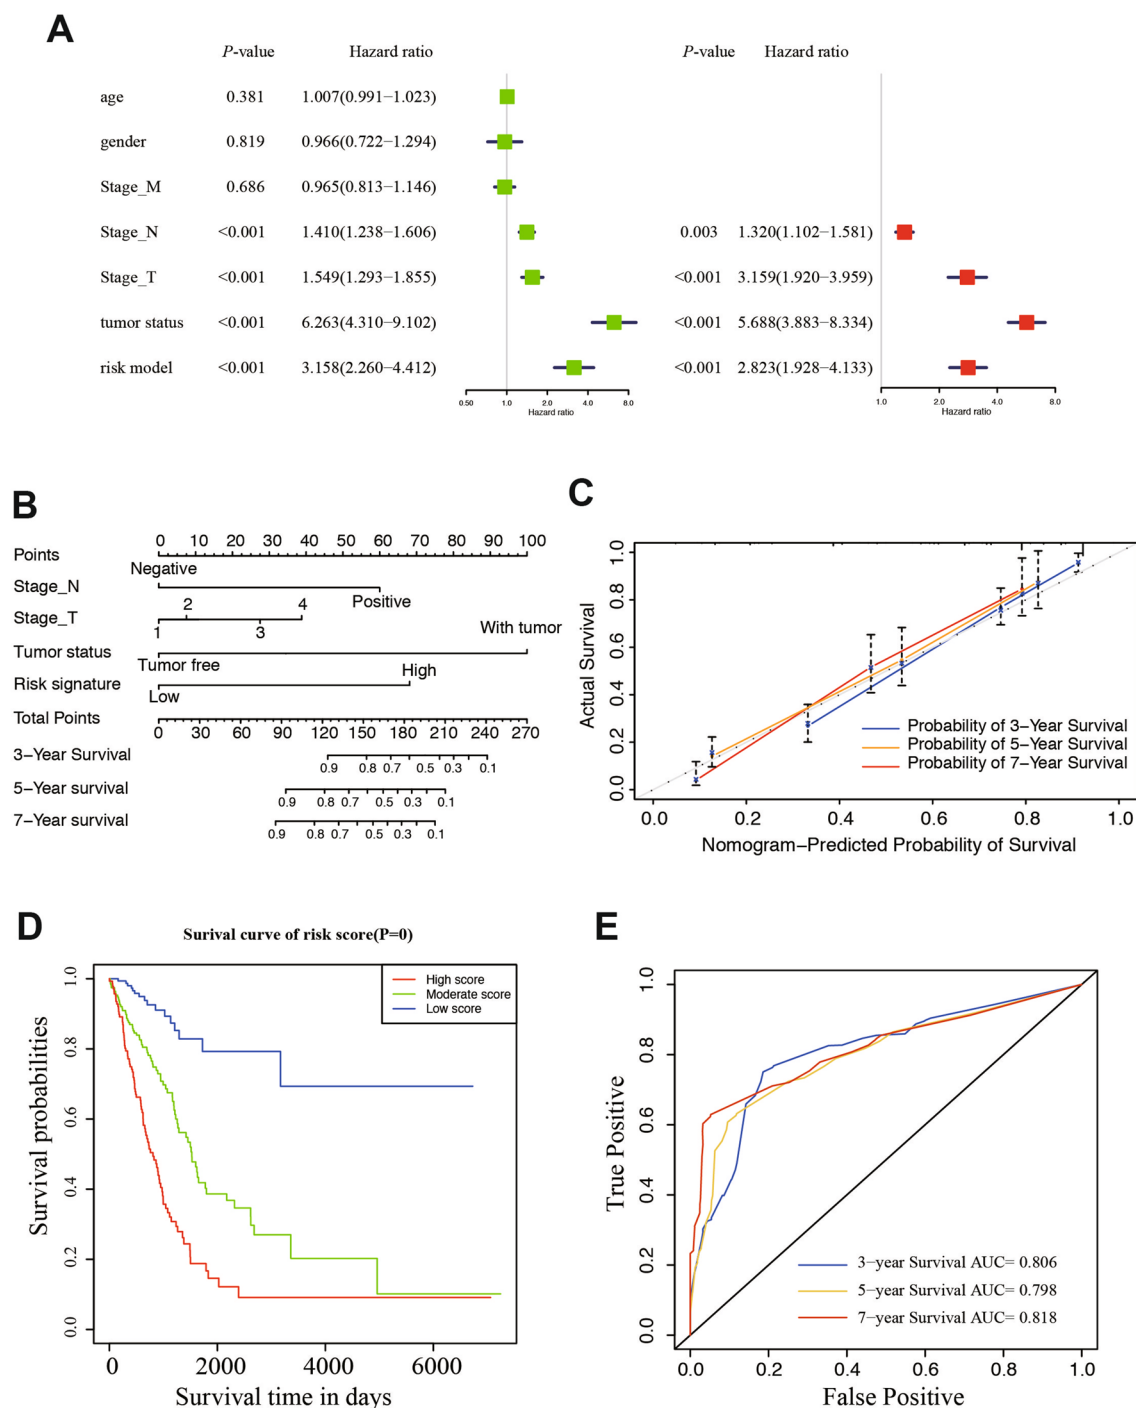 A
P-value Hazard ratio P-value Hazard ratio
age 0.381 1.007(0.991−1.023)
gender 0.819 0.966(0.722−1.294)
Stage_M 0.686 0.965(0.813−1.146)
Stage_N <0.001 1.410(1.238−1.606) 0.003 1.320(1.102−1.581)
Stage_T <0.001 1.549(1.293−1.855) <0.001 3.159(1.920−3.959)
tumor status <0.001 6.263(4.310−9.102) <0.001 5.688(3.883−8.334)
risk model <0.001 3.158(2.260−4.412) <0.001 2.823(1.928−4.133)
0.50 1.0 2.0 4.0 8.0 1.0 2.0 4.0 8.0
Hazard ratio Hazard ratio
B
Points 0 10 20 30 40 50 60 70 80 90 100
Stage_N Negative Positive
Stage_T 1 2 3 4
Tumor status Tumor free With tumor
Risk signature Low High
Total Points 0 30 60 90 120 150 180 210 240 270
3−Year Survival 0.9 0.8 0.7 0.5 0.3 0.1
5−Year survival 0.9 0.8 0.7 0.5 0.3 0.1
7−Year survival 0.9 0.8 0.7 0.5 0.3 0.1
C
Actual Survival
1.0
0.8
0.6
0.4
0.2
0.0
Probability of 3−Year Survival
Probability of 5−Year Survival
Probability of 7−Year Survival
0.0 0.2 0.4 0.6 0.8 1.0
Nomogram−Predicted Probability of Survival
D
Surival curve of risk score(P=0)
Survival probabilities
1.0
0.8
0.6
0.4
0.2
0.0
High score
Moderate score
Low score
0 2000 4000 6000
Survival time in days
E
True Positive
1.0
0.8
0.6
0.4
0.2
0.0
3−year Survival AUC= 0.806
5−year Survival AUC= 0.798
7−year Survival AUC= 0.818
0.0 0.2 0.4 0.6 0.8 1.0
False Positive